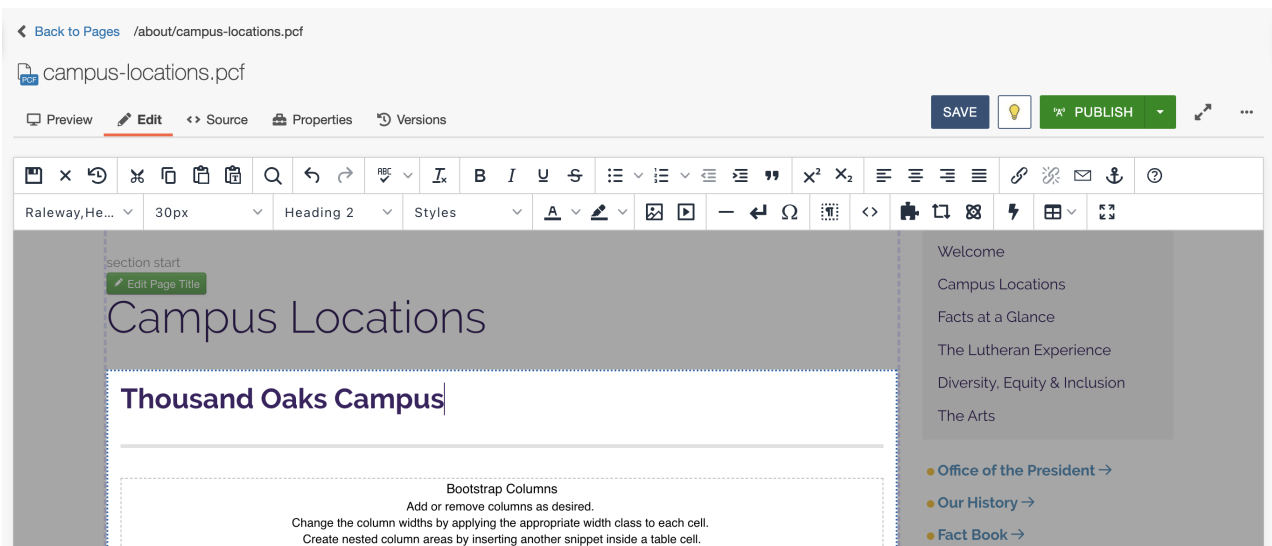 Back to Pages /about/campus-locations.pcf
PCF campus-locations.pcf
Preview Edit Source Properties Versions SAVE PUBLISH
ABC
Raleway,He... 30px Heading 2 Styles
section start
Edit Page Title
Campus Locations
Thousand Oaks Campus
Bootstrap Columns
Add or remove columns as desired.
Change the column widths by applying the appropriate width class to each cell.
Create nested column areas by inserting another snippet inside a table cell.
Welcome
Campus Locations
Facts at a Glance
The Lutheran Experience
Diversity, Equity & Inclusion
The Arts
Office of the President →
Our History →
Fact Book →